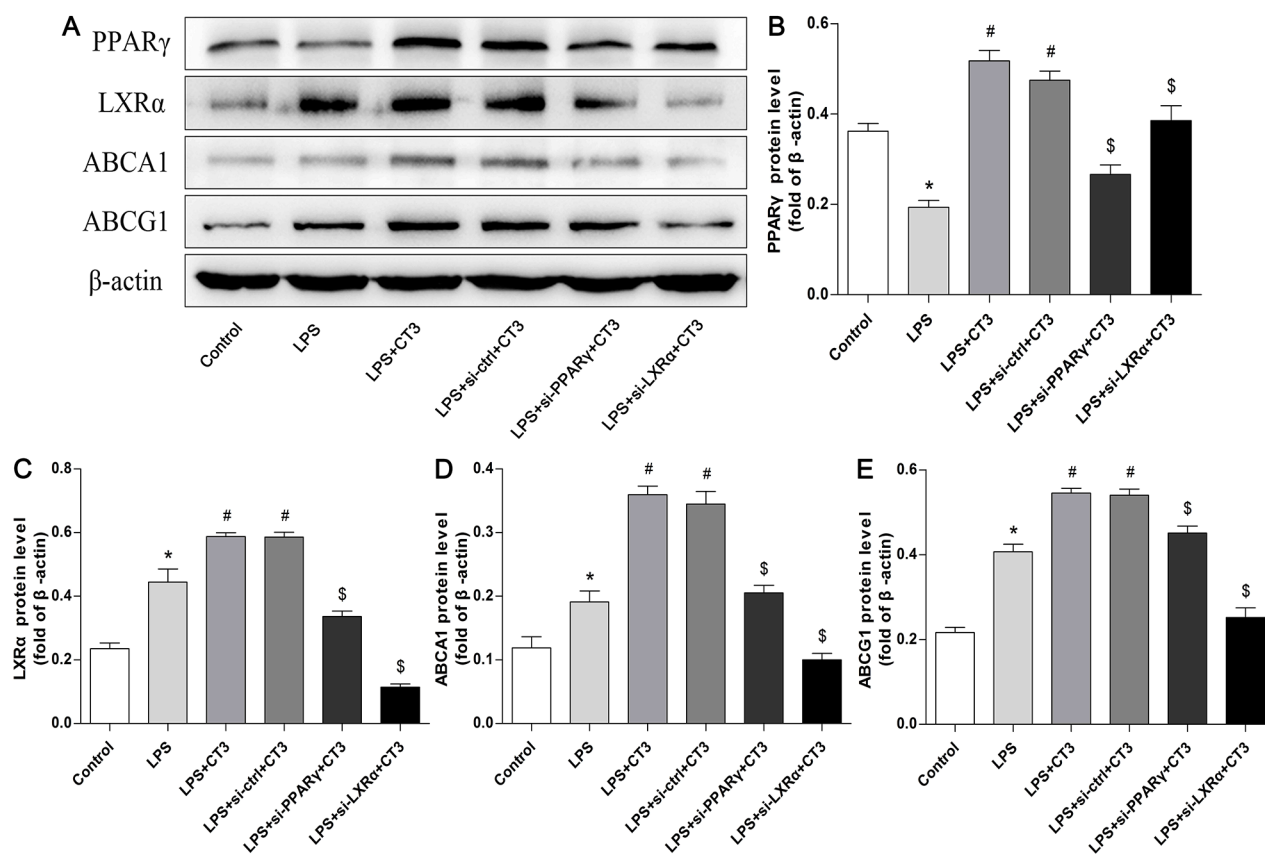 A
PPARγ
LXRα
ABCA1
ABCG1
β-actin
Control
LPS
LPS+CT3
LPS+si-ctrl+CT3
LPS+si-PPARγ+CT3
LPS+si-LXRα+CT3
B
PPARγ protein level
(fold of β -actin)
0.6
0.4
0.2
0.0
*
#
#
$
$
Control
LPS
LPS+CT3
LPS+si-ctrl+CT3
LPS+si-PPARγ+CT3
LPS+si-LXRα+CT3
C
LXRα protein level
(fold of β -actin)
0.8
0.6
0.4
0.2
0.0
*
#
#
$
$
Control
LPS
LPS+CT3
LPS+si-ctrl+CT3
LPS+si-PPARγ+CT3
LPS+si-LXRα+CT3
D
ABCA1 protein level
(fold of β -actin)
0.4
0.3
0.2
0.1
0.0
*
#
#
$
$
Control
LPS
LPS+CT3
LPS+si-ctrl+CT3
LPS+si-PPARγ+CT3
LPS+si-LXRα+CT3
E
ABCG1 protein level
(fold of β -actin)
0.6
0.4
0.2
0.0
*
#
#
$
$
Control
LPS
LPS+CT3
LPS+si-ctrl+CT3
LPS+si-PPARγ+CT3
LPS+si-LXRα+CT3